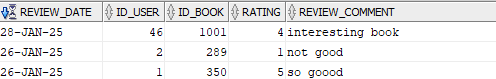 REVIEW_DATE ID_USER ID_BOOK RATING REVIEW_COMMENT
28-JAN-25 46 1001 4 interesting book
26-JAN-25 2 289 1 not good
26-JAN-25 1 350 5 so goood